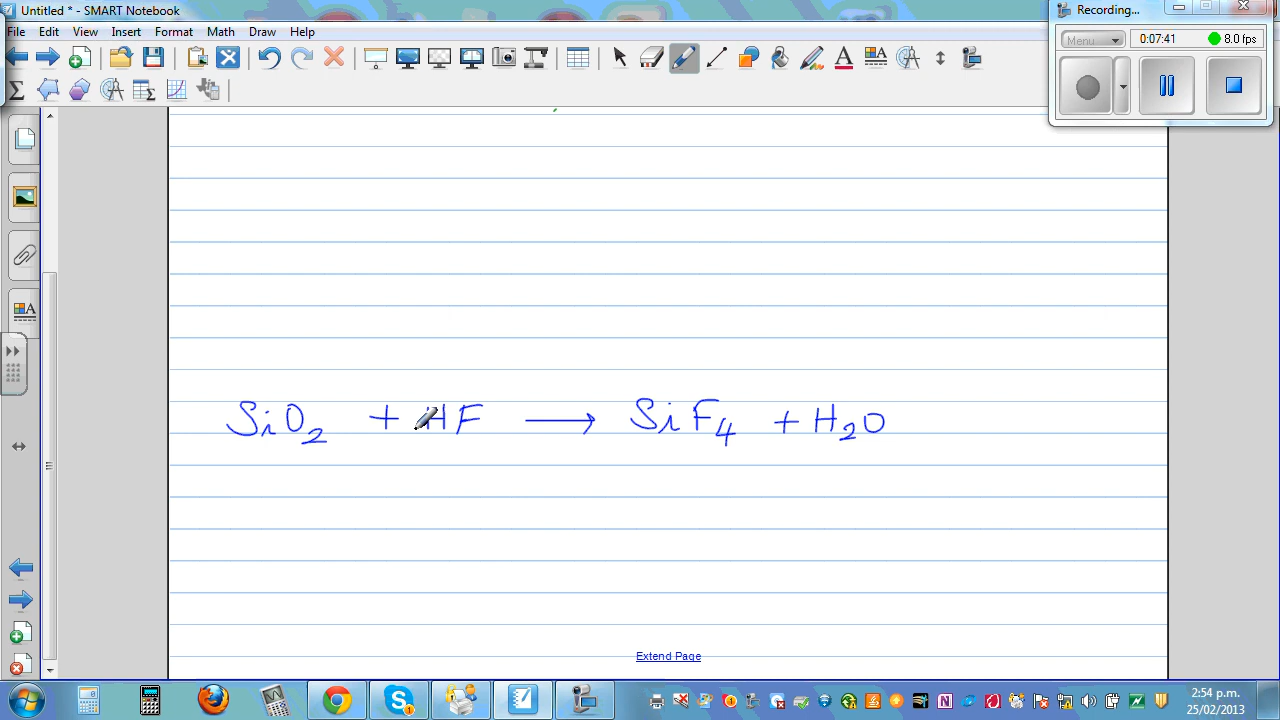 Untitled * - SMART Notebook
Recording...
File Edit View Insert Format Math Draw Help
Menu
0:07:41
8.0 fps
SiO₂ + HF → SiF₄ + H₂O
Extend Page
2:54 p.m.
25/02/2013